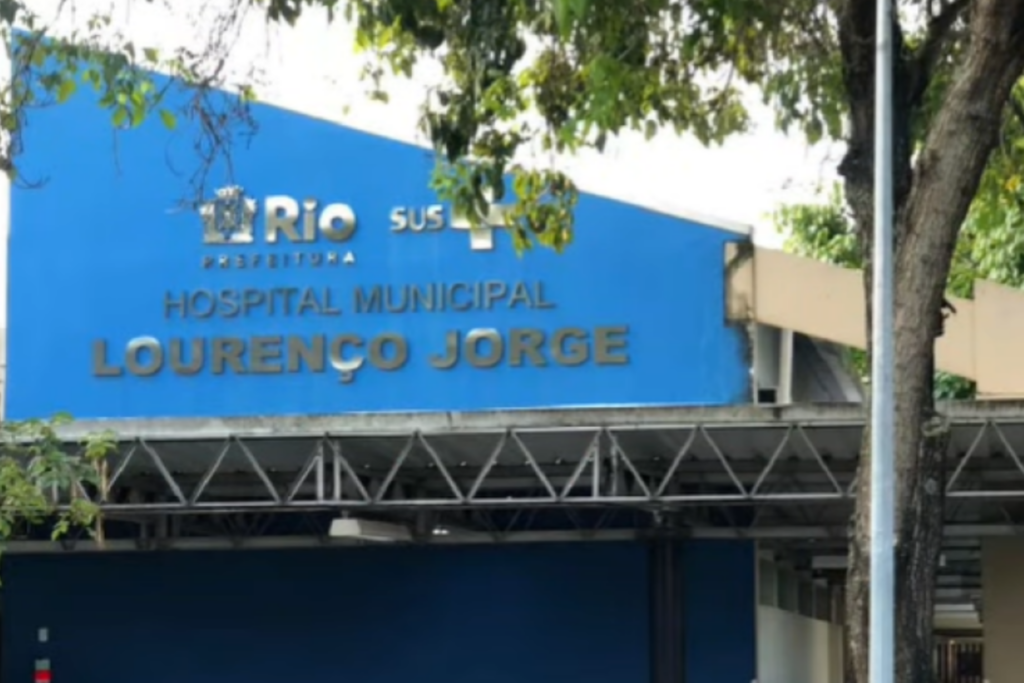 Rio SUS
PREFEITURA
HOSPITAL MUNICIPAL
LOURENÇO JORGE